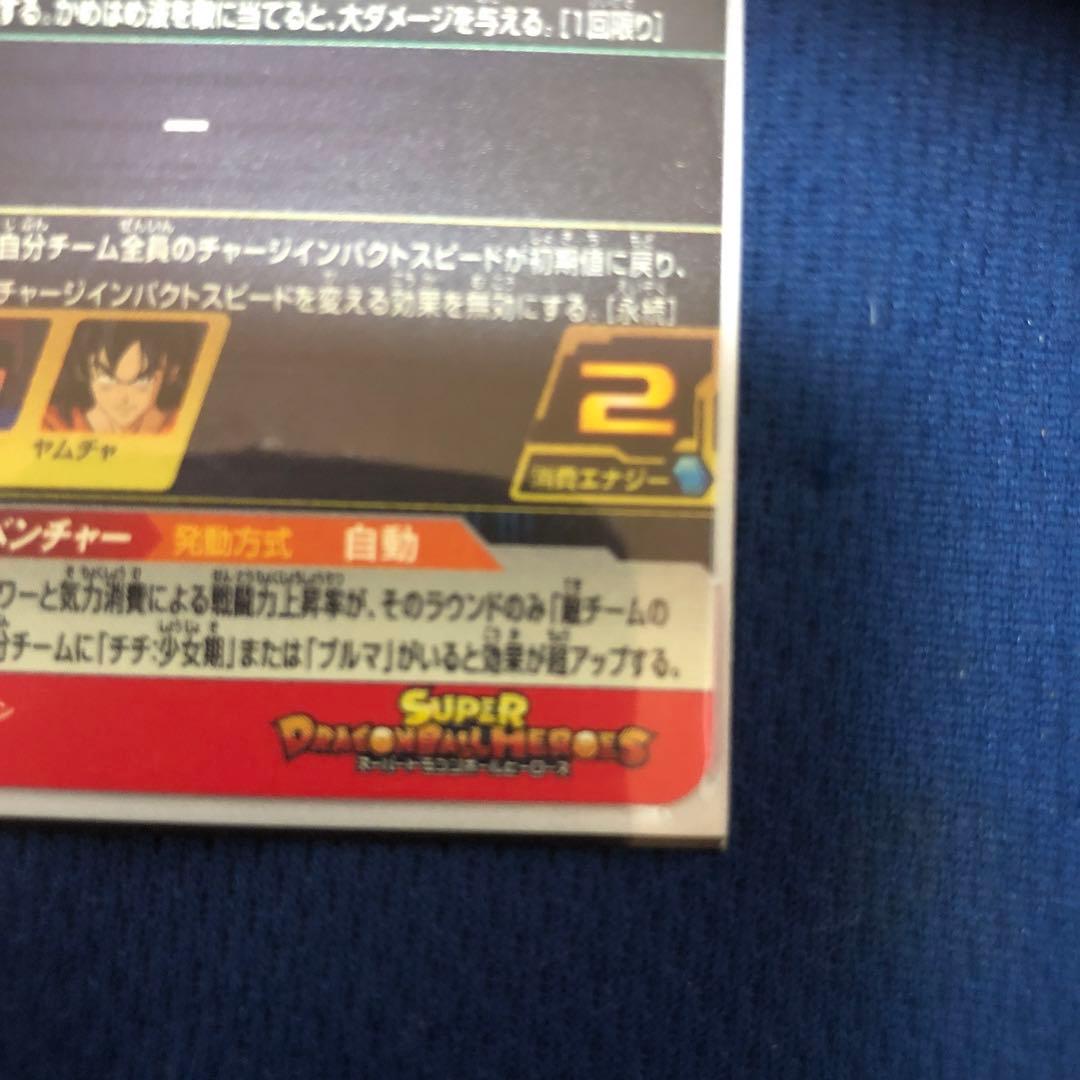 する。かめはめ波を敵に当てると、大ダメージを与える。[1回限り]
ー
自分チーム全員のチャージインパクトスピードが初期値に戻り、
チャージインパクトスピードを変える効果を無効にする。[永続]
ヤムチャ
2
消費エナジー
ベンチャー 発動方式 自動
ワーと気力消費による戦闘力上昇率が、そのラウンドのみ「敵チームの
分チームに「チチ:少女期」または「ブルマ」がいると効果が超アップする。
SUPER
DRAGONBALL HEROES
スーパードラゴンボールヒーローズ